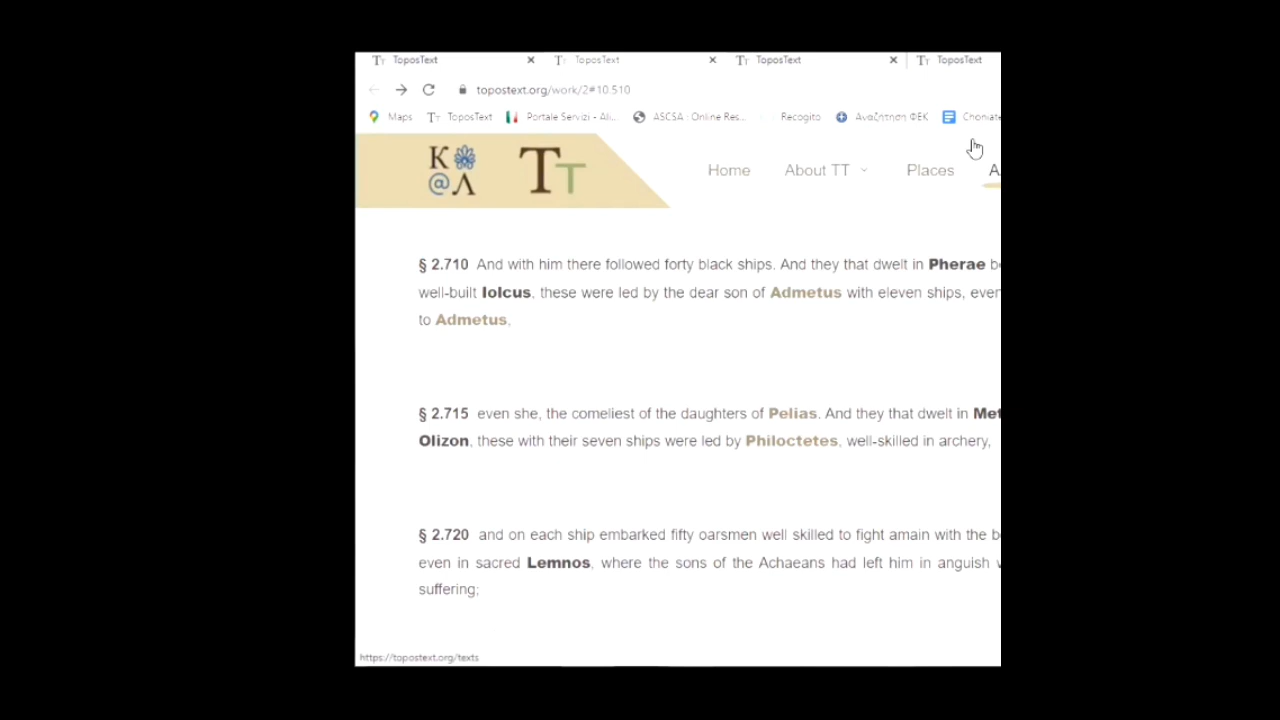 ToposText ToposText ToposText ToposText
topostext.org/work/2#10.510
Maps ToposText Portale Servizi - Ali... ASCSA : Online Res... Recogito Αναζήτηση ΦΕΚ Choniate
Κ @ Λ TT
Home About TT Places
§ 2.710 And with him there followed forty black ships. And they that dwelt in Pherae
well-built Iolcus, these were led by the dear son of Admetus with eleven ships, even
to Admetus,
§ 2.715 even she, the comeliest of the daughters of Pelias. And they that dwelt in Met
Olizon, these with their seven ships were led by Philoctetes, well-skilled in archery,
§ 2.720 and on each ship embarked fifty oarsmen well skilled to fight amain with the
even in sacred Lemnos, where the sons of the Achaeans had left him in anguish
suffering;
https://topostext.org/texts